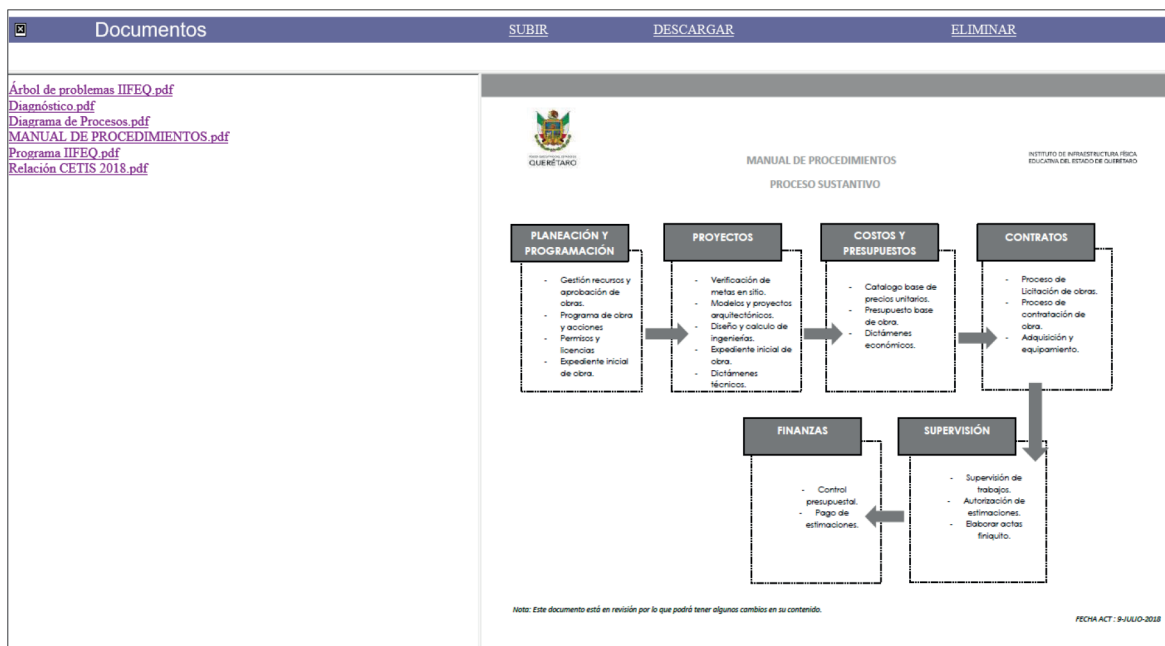 Documentos
SUBIR
DESCARGAR
ELIMINAR
Árbol de problemas IIFEQ.pdf
Diagnóstico.pdf
Diagrama de Procesos.pdf
MANUAL DE PROCEDIMIENTOS.pdf
Programa IIFEQ.pdf
Relación CETIS 2018.pdf
QUERÉTARO
MANUAL DE PROCEDIMIENTOS
PROCESO SUSTANTIVO
INSTITUTO DE INFRAESTRUCTURA FÍSICA
EDUCATIVA DEL ESTADO DE QUERÉTARO
PLANEACIÓN Y
PROGRAMACIÓN
- Gestión recursos y
aprobación de
obras.
- Programa de obra
y acciones
- Permisos y
licencias
- Expediente inicial
de obra.
PROYECTOS
- Verificación de
metas en sitio.
- Modelos y proyectos
arquitectónicos.
- Diseño y calculo de
ingenierías.
- Expediente inicial de
obra.
- Dictámenes
técnicos.
COSTOS Y
PRESUPUESTOS
- Catalogo base de
precios unitarios.
- Presupuesto base
de obra.
- Dictámenes
económicos.
CONTRATOS
- Proceso de
Licitación de obras.
- Proceso de
contratación de
obra.
- Adquisición y
equipamiento.
FINANZAS
- Control
presupuestal.
- Pago de
estimaciones.
SUPERVISIÓN
- Supervisión de
trabajos.
- Autorización de
estimaciones.
- Elaborar actas
finiquito.
Nota: Este documento está en revisión por lo que podrá tener algunos cambios en su contenido.
FECHA ACT : 9-JULIO-2018